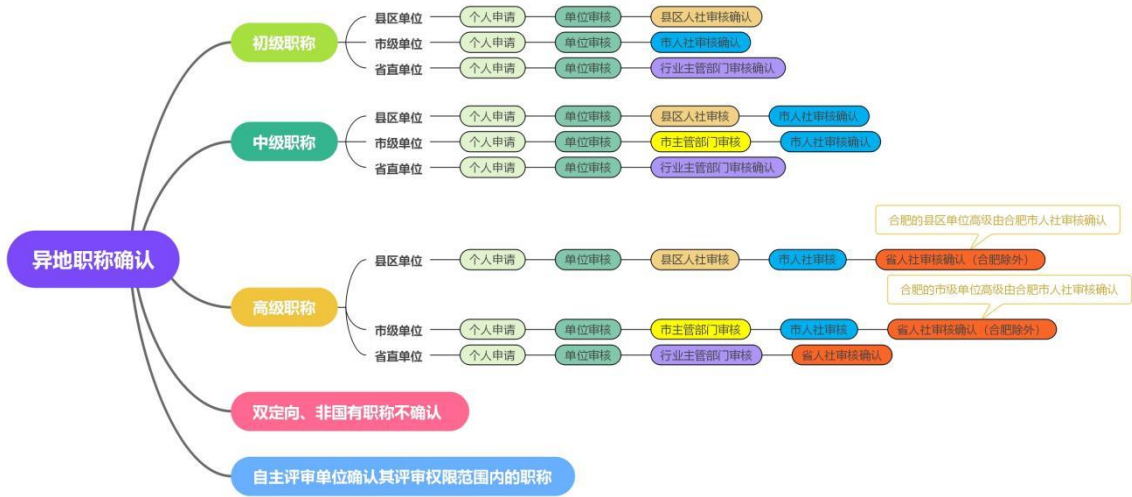 异地职称确认
初级职称
县区单位 个人申请 单位审核 县区人社审核确认
市级单位 个人申请 单位审核 市人社审核确认
省直单位 个人申请 单位审核 行业主管部门审核确认
中级职称
县区单位 个人申请 单位审核 县区人社审核 市人社审核确认
市级单位 个人申请 单位审核 市主管部门审核 市人社审核确认
省直单位 个人申请 单位审核 行业主管部门审核确认
高级职称
合肥的县区单位高级由合肥市人社审核确认
县区单位 个人申请 单位审核 县区人社审核 市人社审核 省人社审核确认（合肥除外）
合肥的市级单位高级由合肥市人社审核确认
市级单位 个人申请 单位审核 市主管部门审核 市人社审核 省人社审核确认（合肥除外）
省直单位 个人申请 单位审核 行业主管部门审核 省人社审核确认
双定向、非国有职称不确认
自主评审单位确认其评审权限范围内的职称